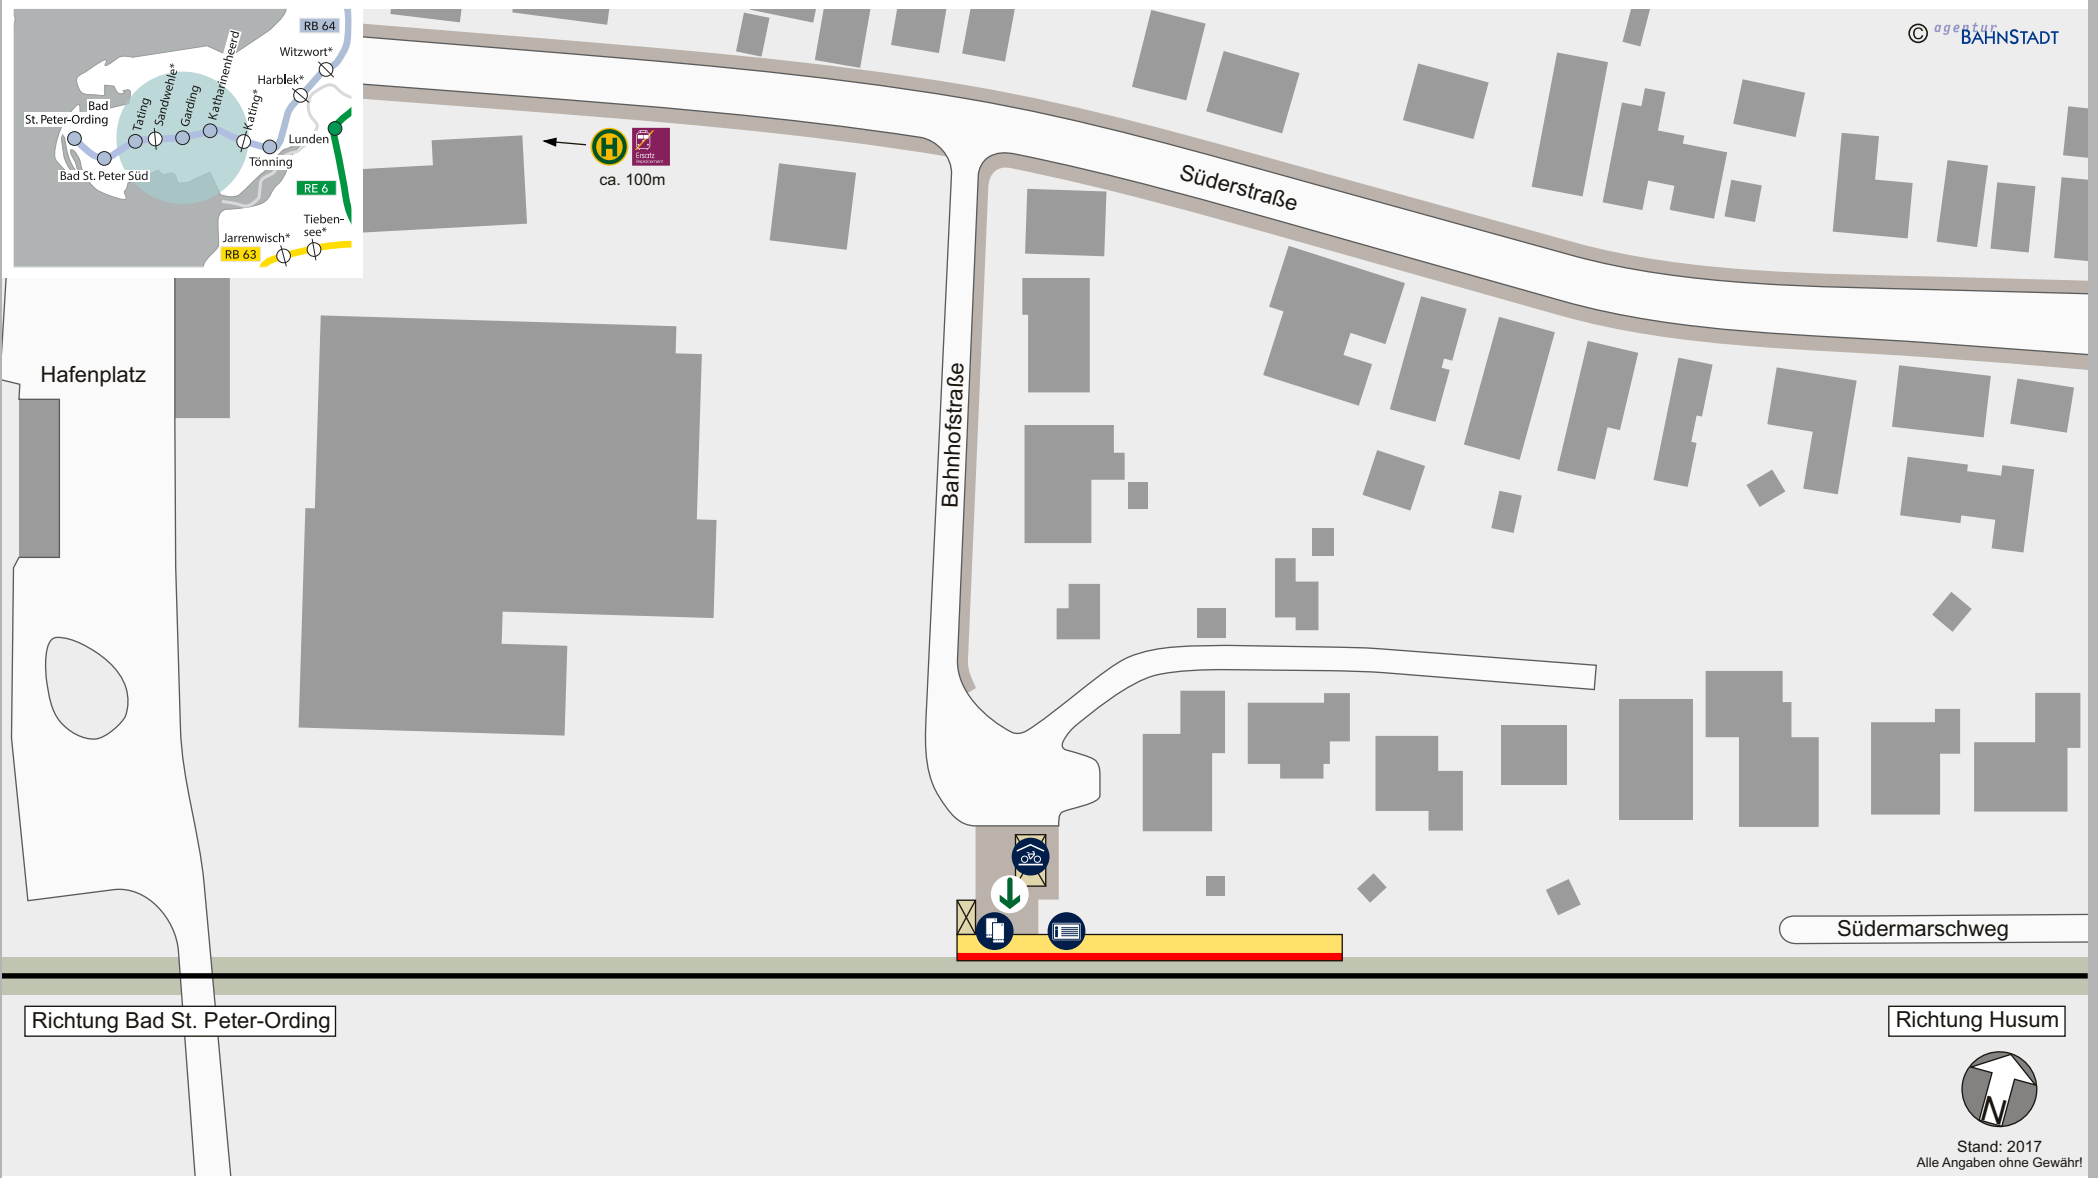 RB 64
Witzwort*
Harblek*
Katharinenheerd
Sandwehle*
Garding
Tating
Kating*
Bad
St. Peter-Ording
Lunden
Tönning
Bad St. Peter Süd
RE 6
Tieben-
see*
Jarrenwisch*
RB 63
© agentur
BAHNSTADT
H
Ersatz
Replacement
ca. 100m
Süderstraße
Hafenplatz
Bahnhofstraße
Südermarschweg
Richtung Bad St. Peter-Ording
Richtung Husum
N
Stand: 2017
Alle Angaben ohne Gewähr!